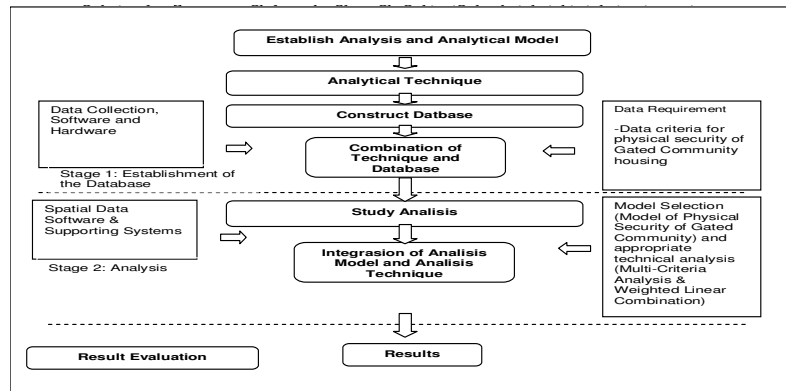 Establish Analysis and Analytical Model
Analytical Technique
Construct Datbase
Data Collection,
Software and
Hardware
Combination of
Technique and
Database
Data Requirement
-Data criteria for
physical security of
Gated Community
housing
Stage 1: Establishment of
the Database
Spatial Data
Software &
Supporting Systems
Study Analisis
Integrasion of Analisis
Model and Analisis
Technique
Model Selection
(Model of Physical
Security of Gated
Community) and
appropriate
technical analysis
(Multi-Criteria
Analysis &
Weighted Linear
Combination)
Stage 2: Analysis
Result Evaluation
Results